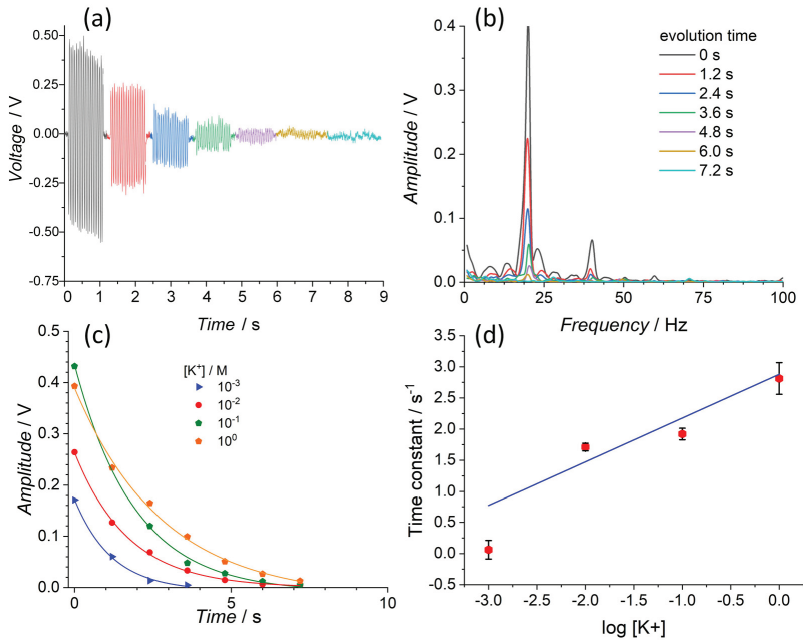 (a)
0.50
0.25
0.00
-0.25
-0.50
-0.75
Voltage / V
0 1 2 3 4 5 6 7 8 9
Time / s
(b)
evolution time
0 s
1.2 s
2.4 s
3.6 s
4.8 s
6.0 s
7.2 s
0.4
0.3
0.2
0.1
0.0
Amplitude / V
0 25 50 75 100
Frequency / Hz
(c)
[K⁺] / M
10⁻³
10⁻²
10⁻¹
10⁰
0.5
0.4
0.3
0.2
0.1
0.0
Amplitude / V
0 5 10
Time / s
(d)
3.5
3.0
2.5
2.0
1.5
1.0
0.5
0.0
-0.5
Time constant / s⁻¹
-3.0 -2.5 -2.0 -1.5 -1.0 -0.5 0.0
log [K+]